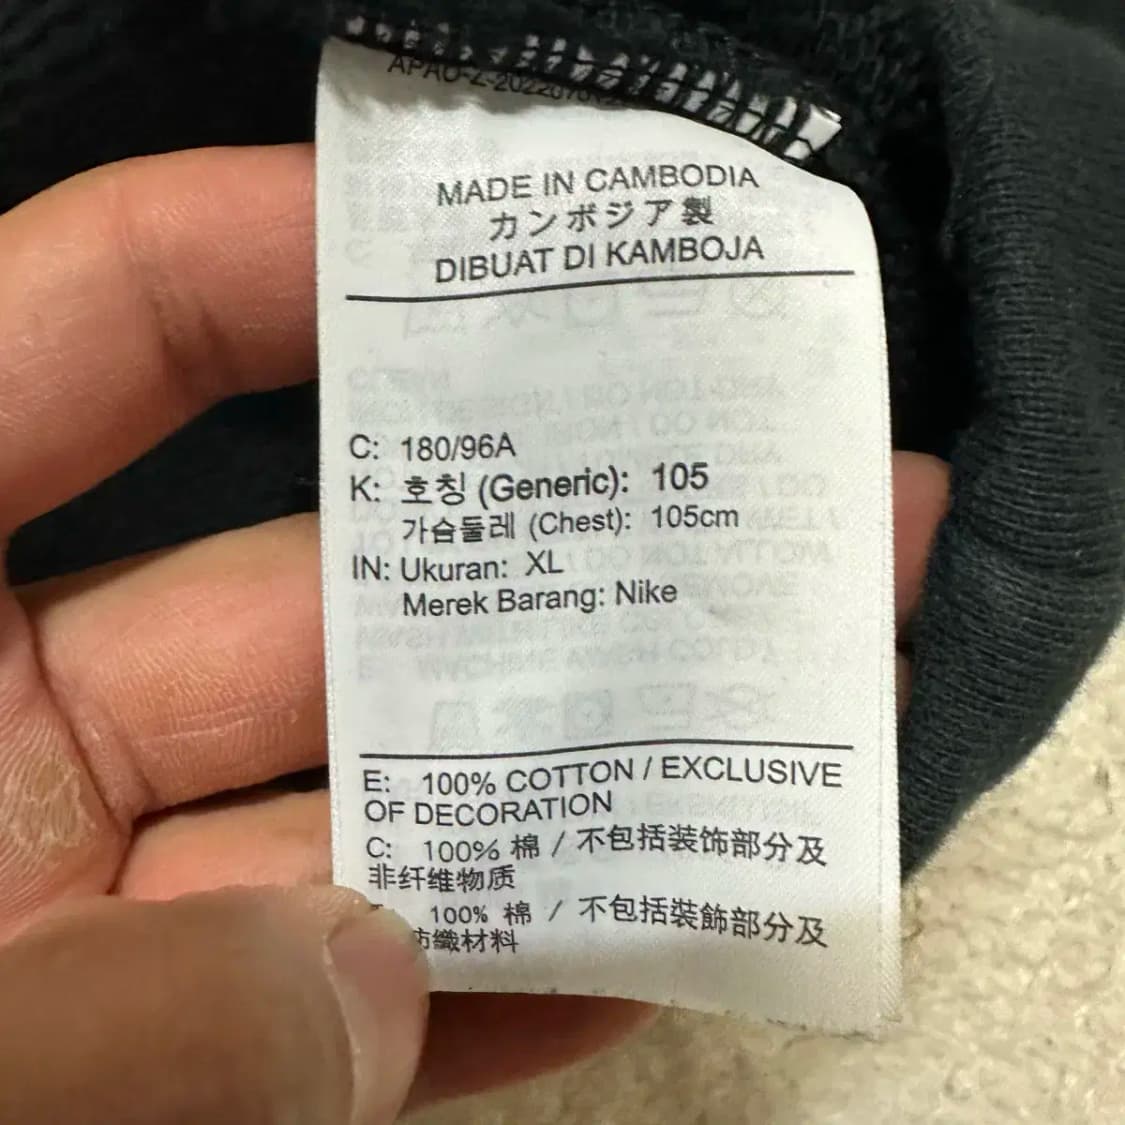 MADE IN CAMBODIA
カンボジア製
DIBUAT DI KAMBOJA
C: 180/96A
K: 호칭 (Generic): 105
가슴둘레 (Chest): 105cm
IN: Ukuran: XL
Merek Barang: Nike
E: 100% COTTON / EXCLUSIVE
OF DECORATION
C: 100% 棉 / 不包括装饰部分及
非纤维物质
100% 棉 / 不包括裝飾部分及
紡織材料